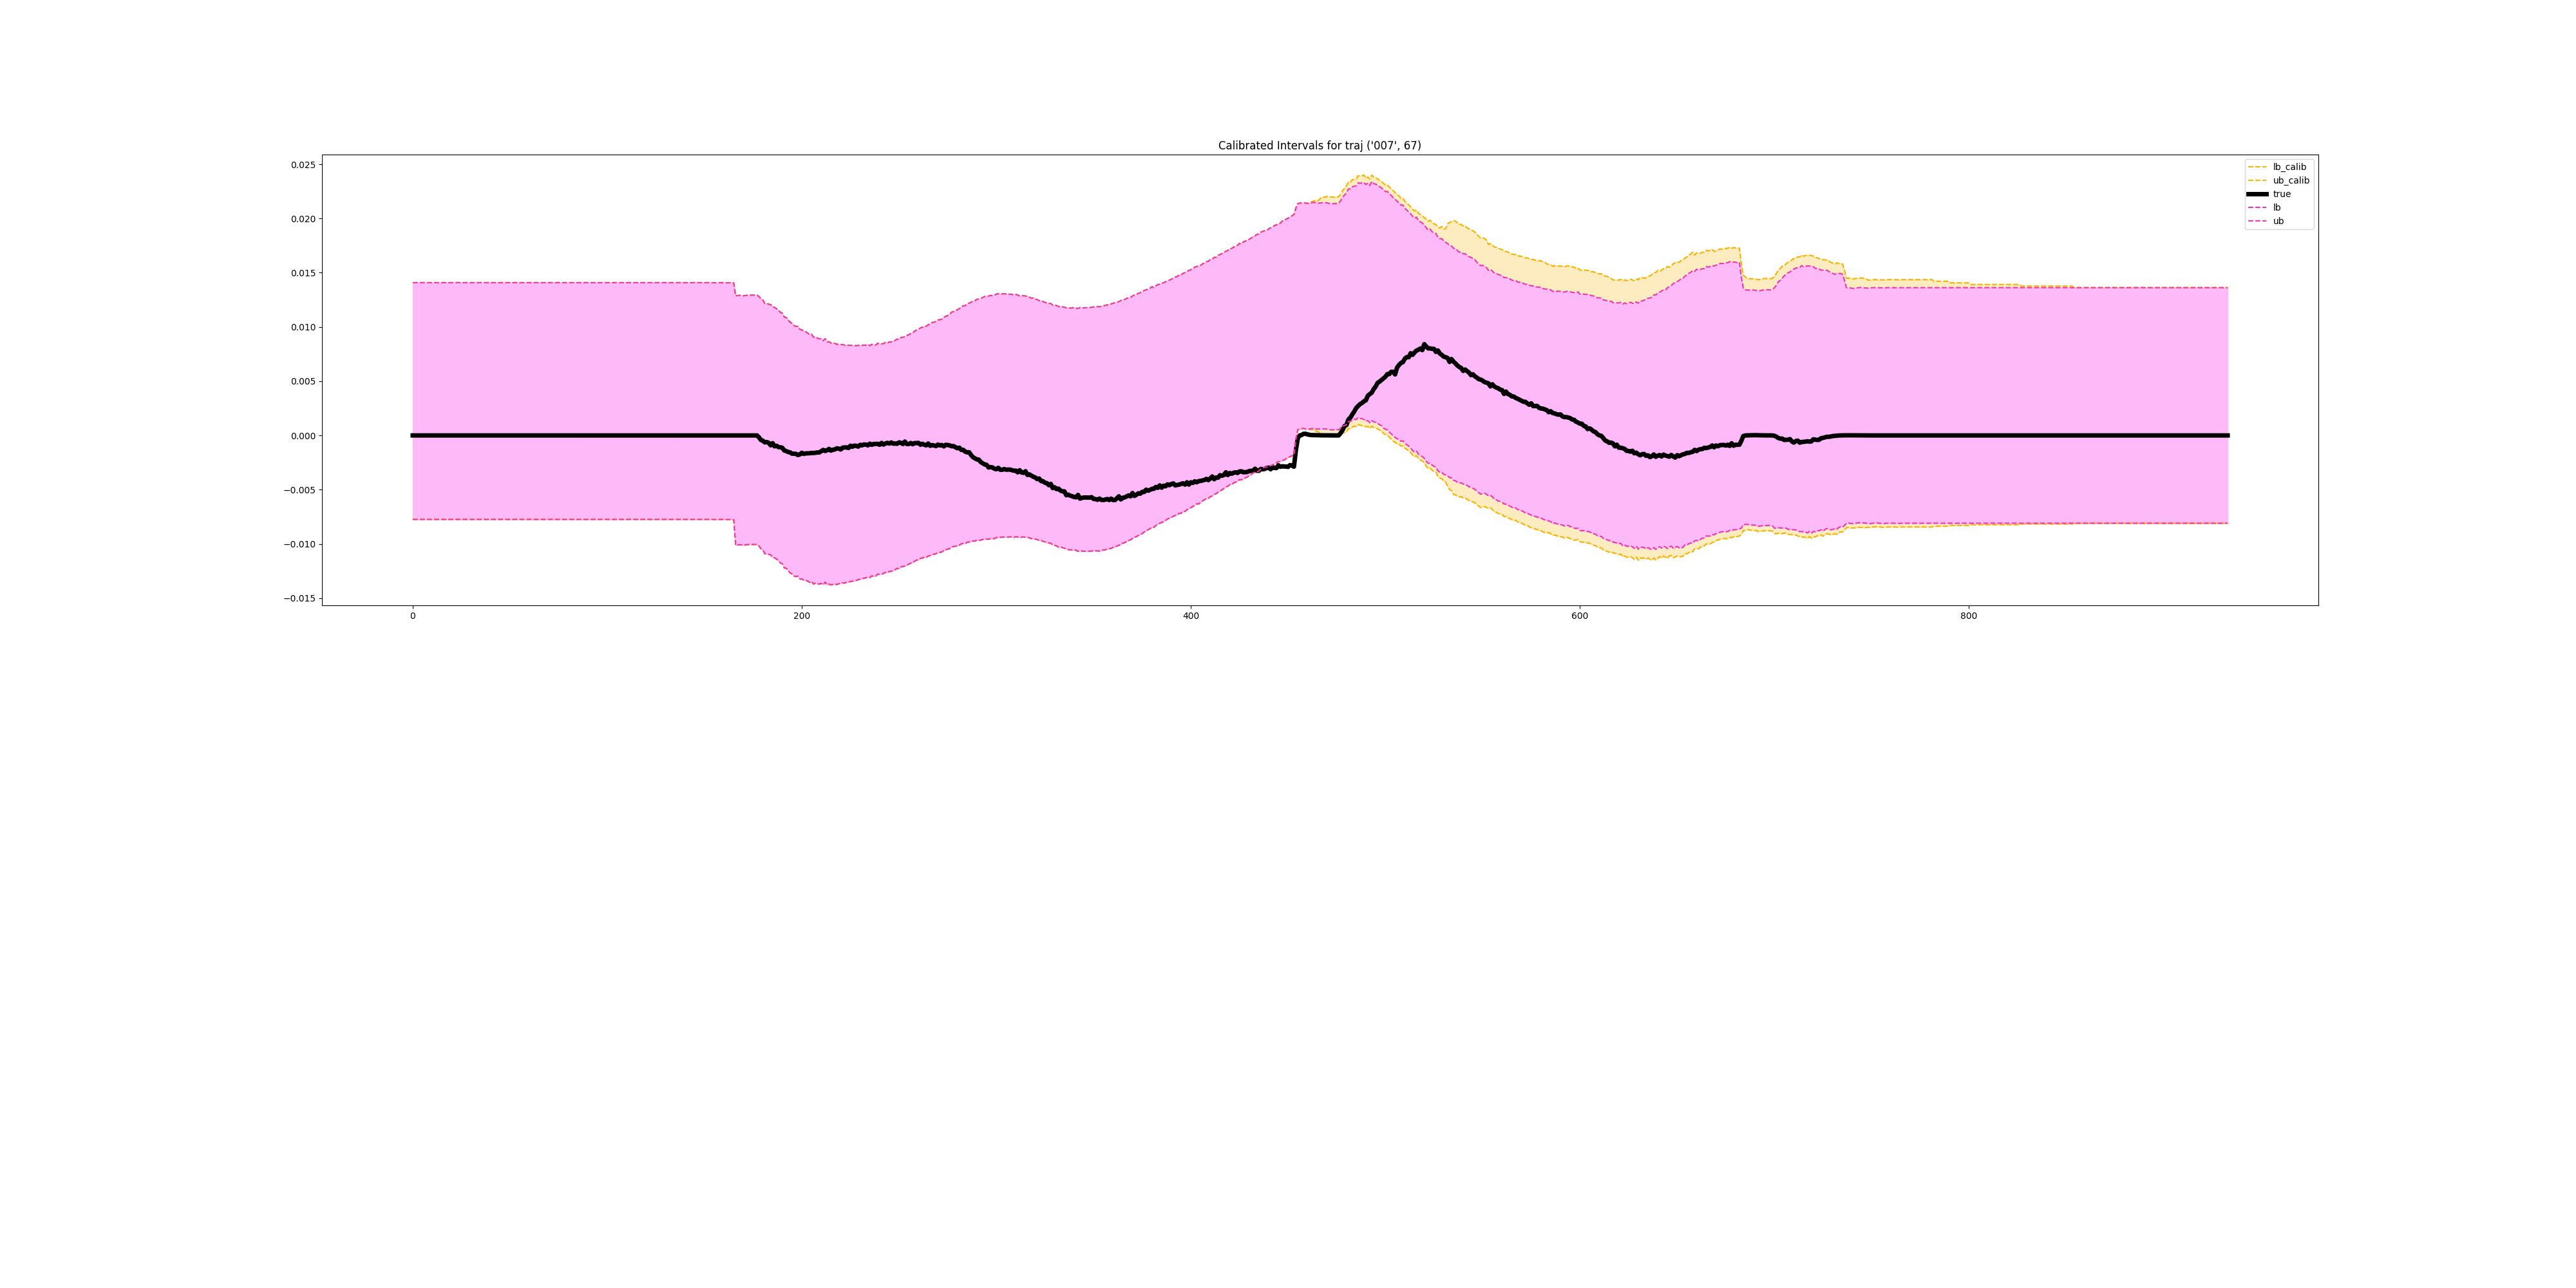 Calibrated Intervals for traj ('007', 67)
0.025
0.020
0.015
0.010
0.005
0.000
−0.005
−0.010
−0.015
0 200 400 600 800
lb_calib
ub_calib
true
lb
ub